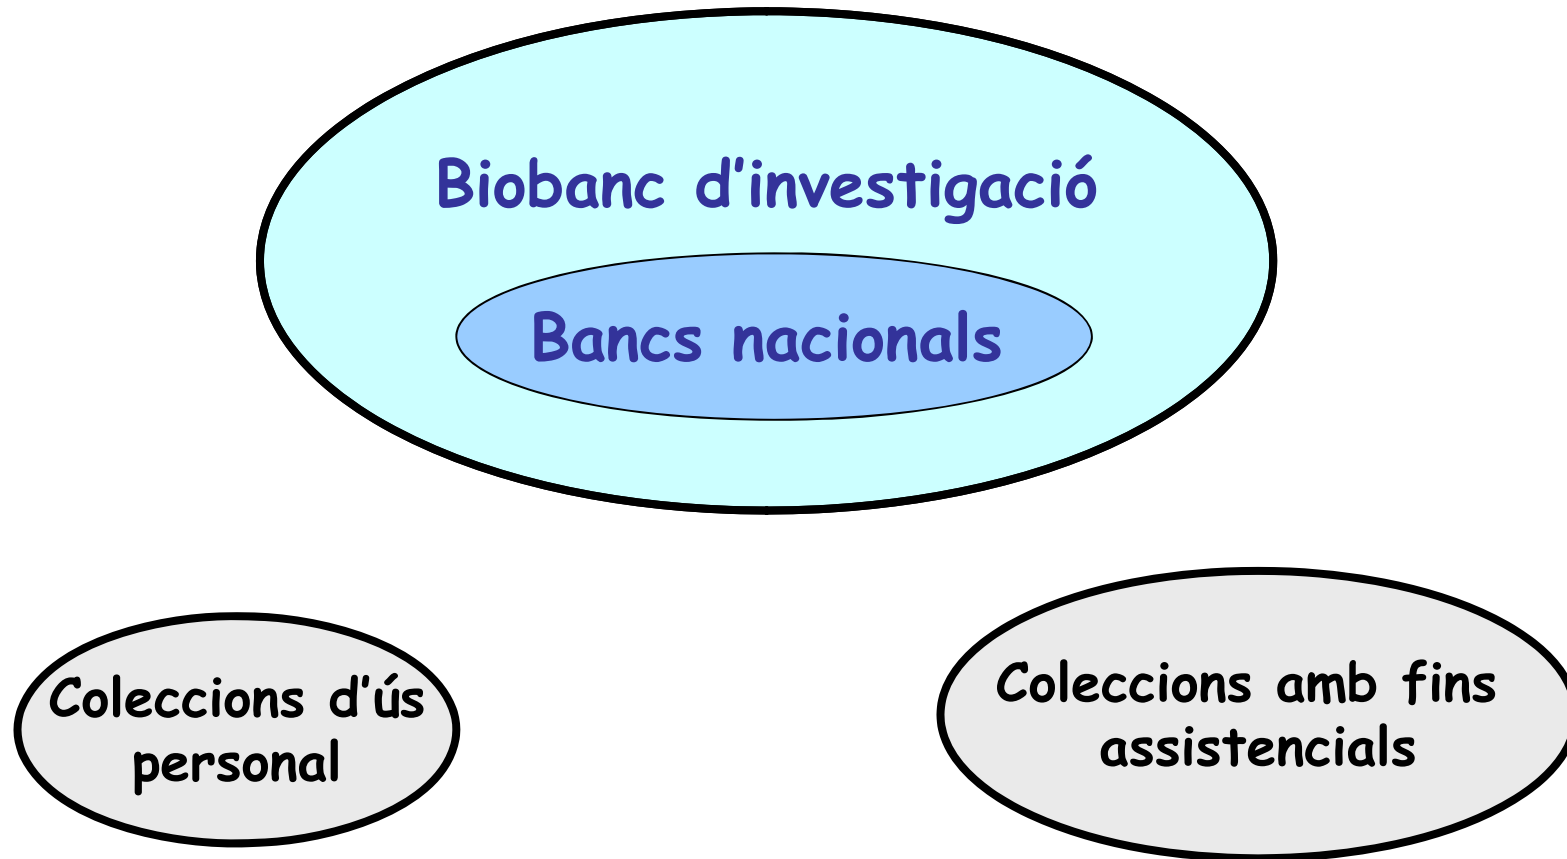 Biobanc d’investigació
Bancs nacionals
Coleccions d’ús
personal
Coleccions amb fins
assistencials